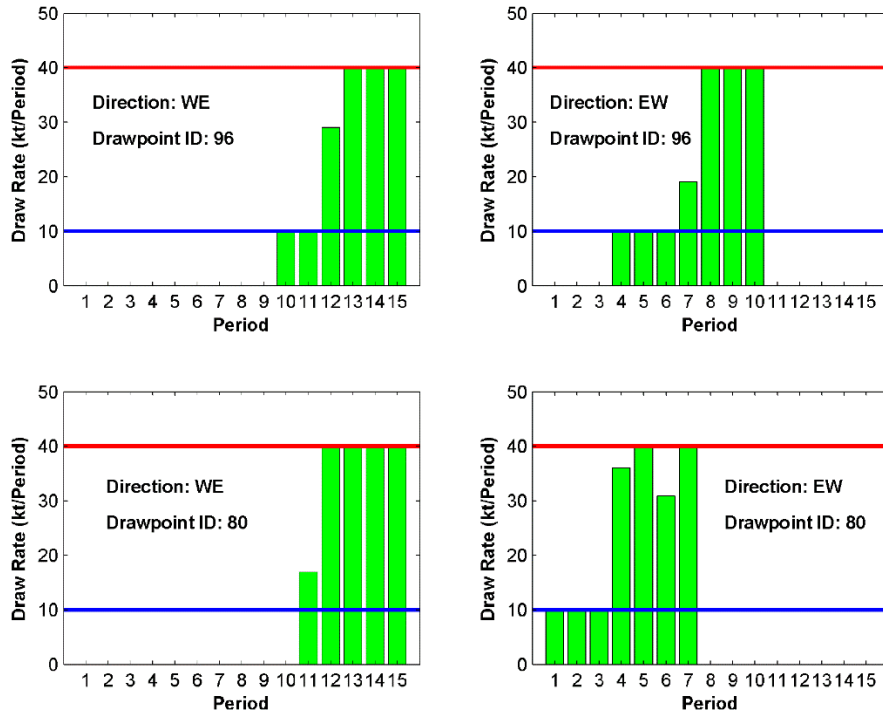 50
40
30
20
10
0
Draw Rate (kt/Period)
Direction: WE
Drawpoint ID: 96
1 2 3 4 5 6 7 8 9 10 11 12 13 14 15
Period
50
40
30
20
10
0
Draw Rate (kt/Period)
Direction: EW
Drawpoint ID: 96
1 2 3 4 5 6 7 8 9 10 11 12 13 14 15
Period
50
40
30
20
10
0
Draw Rate (kt/Period)
Direction: WE
Drawpoint ID: 80
1 2 3 4 5 6 7 8 9 10 11 12 13 14 15
Period
50
40
30
20
10
0
Draw Rate (kt/Period)
Direction: EW
Drawpoint ID: 80
1 2 3 4 5 6 7 8 9 10 11 12 13 14 15
Period